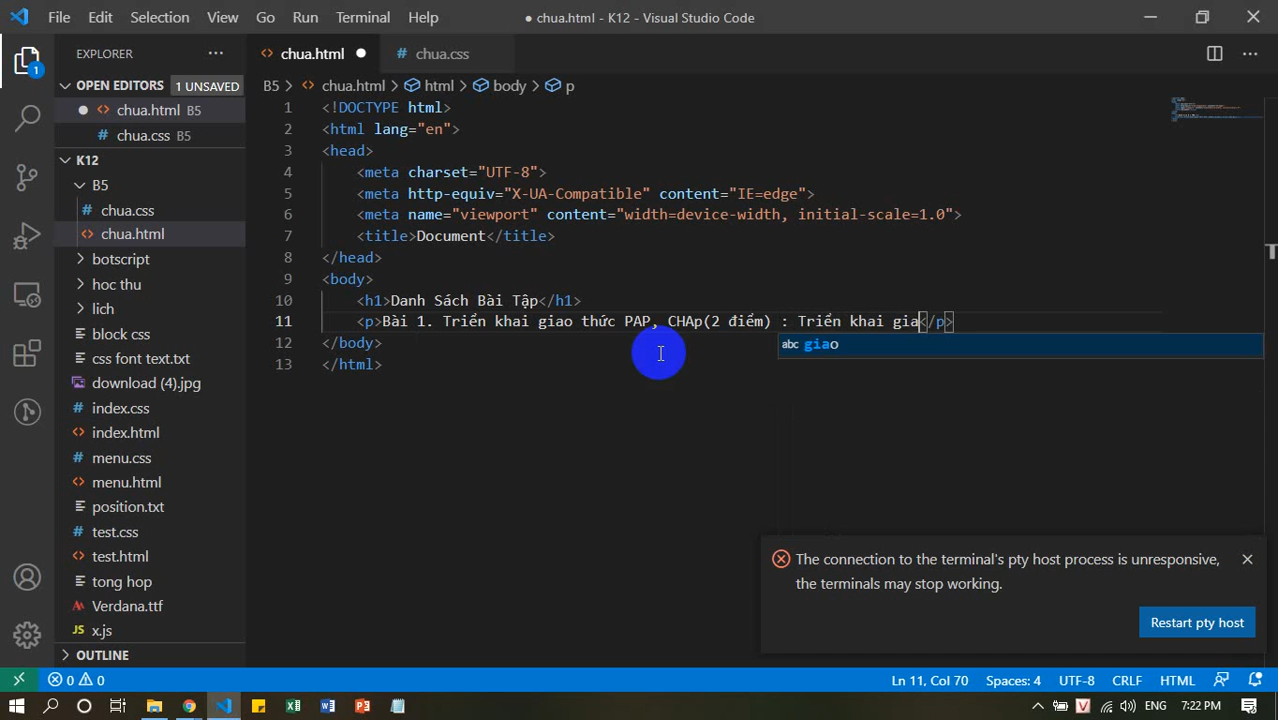 File Edit Selection View Go Run Terminal Help
● chua.html - K12 - Visual Studio Code
EXPLORER
chua.html
# chua.css
1
OPEN EDITORS 1 UNSAVED
chua.html B5
# chua.css B5
K12
B5
# chua.css
chua.html
botscript
hoc thu
lich
block css
css font text.txt
download (4).jpg
# index.css
index.html
# menu.css
menu.html
position.txt
# test.css
test.html
tong hop
Verdana.ttf
JS x.js
OUTLINE
B5 > chua.html > html > body > p
1 <!DOCTYPE html>
2 <html lang="en">
3 <head>
4 <meta charset="UTF-8">
5 <meta http-equiv="X-UA-Compatible" content="IE=edge">
6 <meta name="viewport" content="width=device-width, initial-scale=1.0">
7 <title>Document</title>
8 </head>
9 <body>
10 <h1>Danh Sách Bài Tập</h1>
11 <p>Bài 1. Triển khai giao thức PAP, CHAp(2 điểm) : Triển khai gia</p>
abc giao
12 </body>
13 </html>
The connection to the terminal's pty host process is unresponsive,
the terminals may stop working.
Restart pty host
0 0
Ln 11, Col 70 Spaces: 4 UTF-8 CRLF HTML
V ENG 7:22 PM